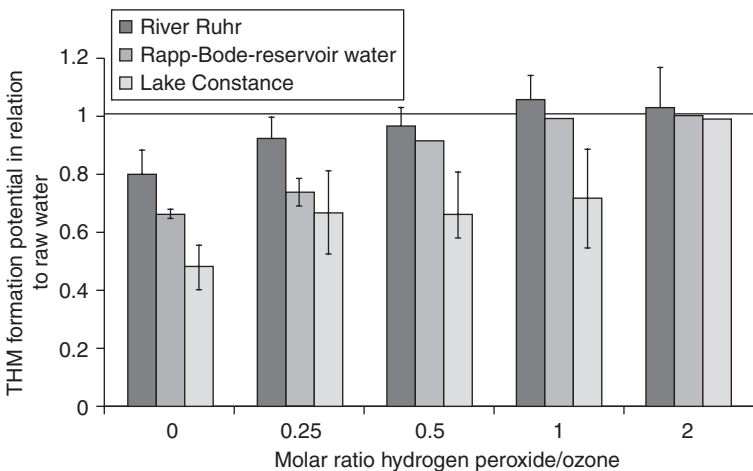 River Ruhr
Rapp-Bode-reservoir water
Lake Constance
THM formation potential in relation
to raw water
1.2
1
0.8
0.6
0.4
0.2
0
0
0.25
0.5
1
2
Molar ratio hydrogen peroxide/ozone